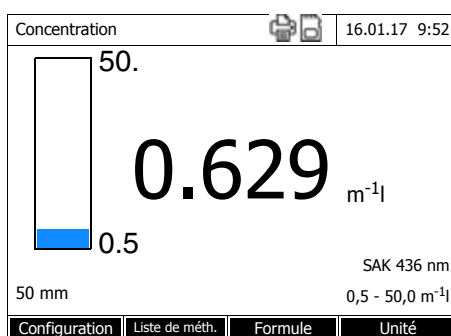 Concentration 16.01.17 9:52
50.
0.629 m⁻¹l
0.5
SAK 436 nm
50 mm 0,5 - 50,0 m⁻¹l
Configuration Liste de méth. Formule Unité